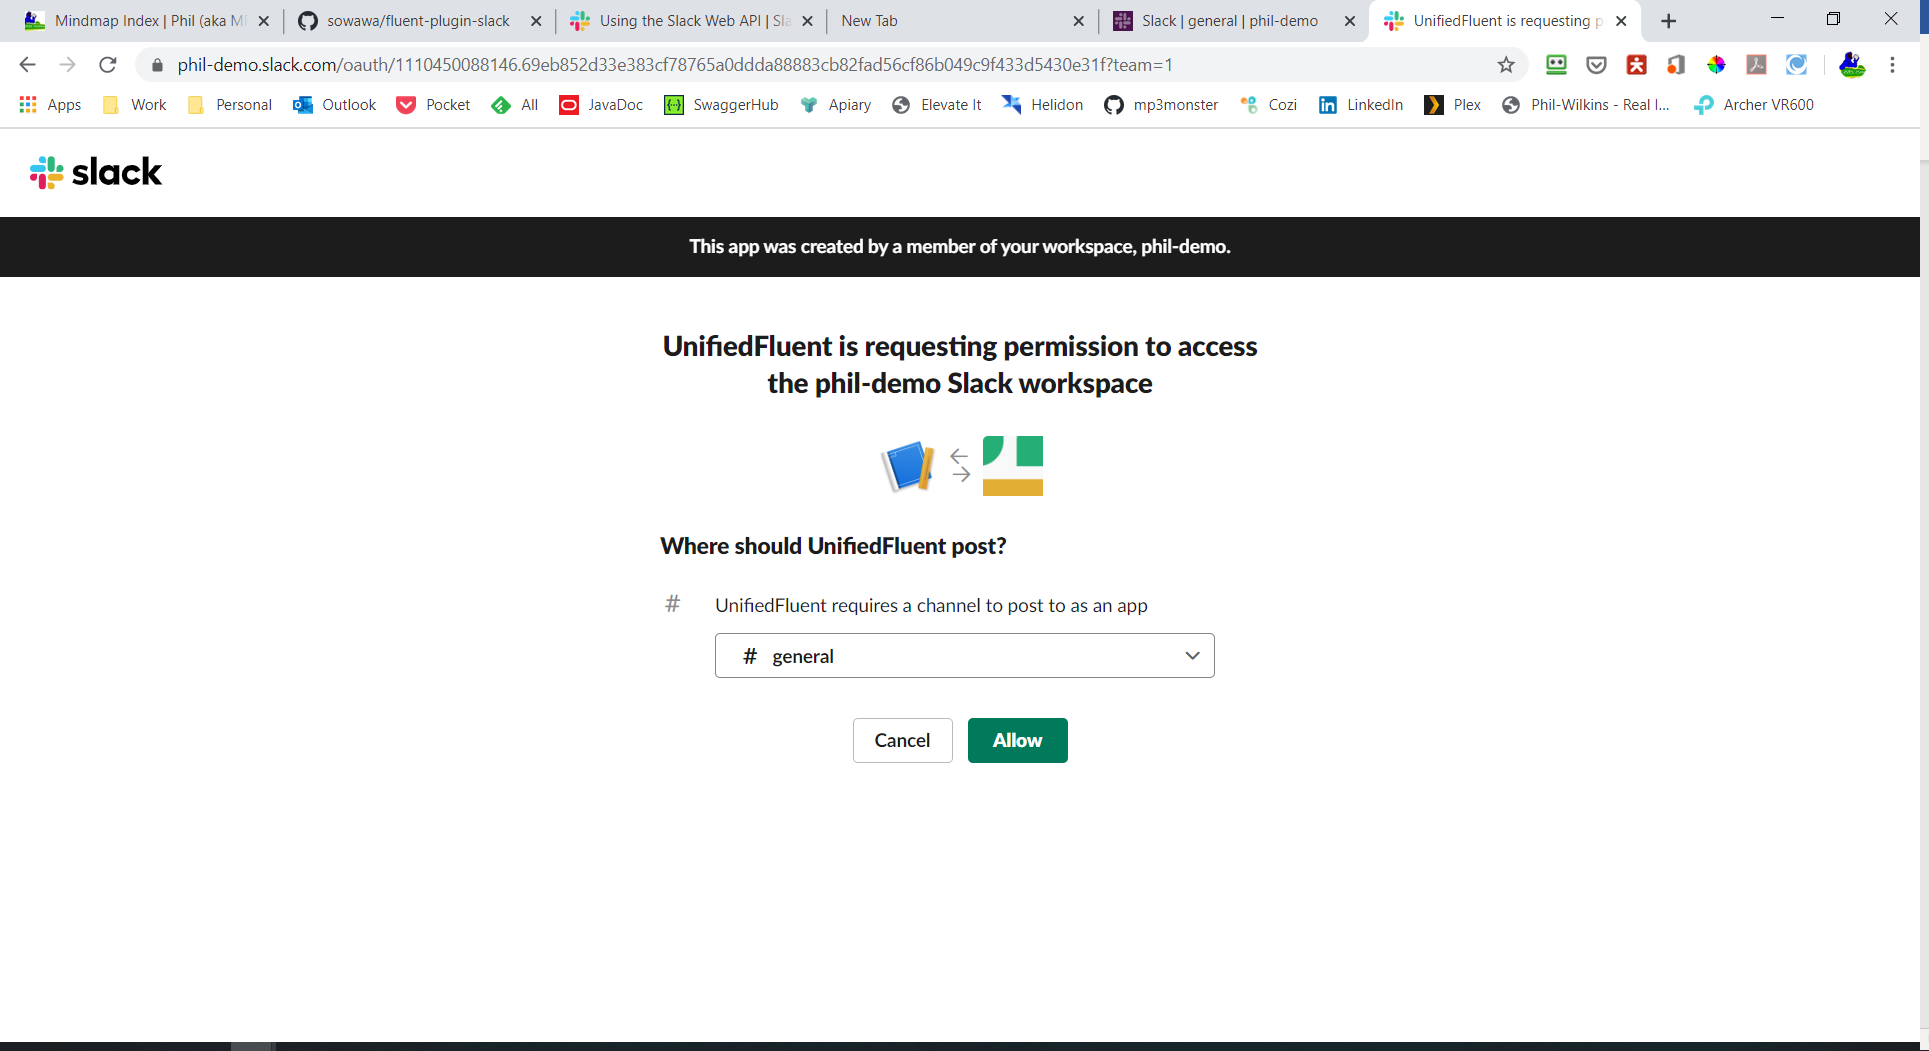 Mindmap Index | Phil (aka MP
sowawa/fluent-plugin-slack
Using the Slack Web API | Sla
New Tab
Slack | general | phil-demo
UnifiedFluent is requesting p
phil-demo.slack.com/oauth/1110450088146.69eb852d33e383cf78765a0ddda88883cb82fad56cf86b049c9f433d5430e31f?team=1
Apps
Work
Personal
Outlook
Pocket
All
JavaDoc
SwaggerHub
Apiary
Elevate It
Helidon
mp3monster
Cozi
LinkedIn
Plex
Phil-Wilkins - Real I...
Archer VR600
slack
This app was created by a member of your workspace, phil-demo.
UnifiedFluent is requesting permission to access
the phil-demo Slack workspace
Where should UnifiedFluent post?
# UnifiedFluent requires a channel to post to as an app
# general
Cancel
Allow